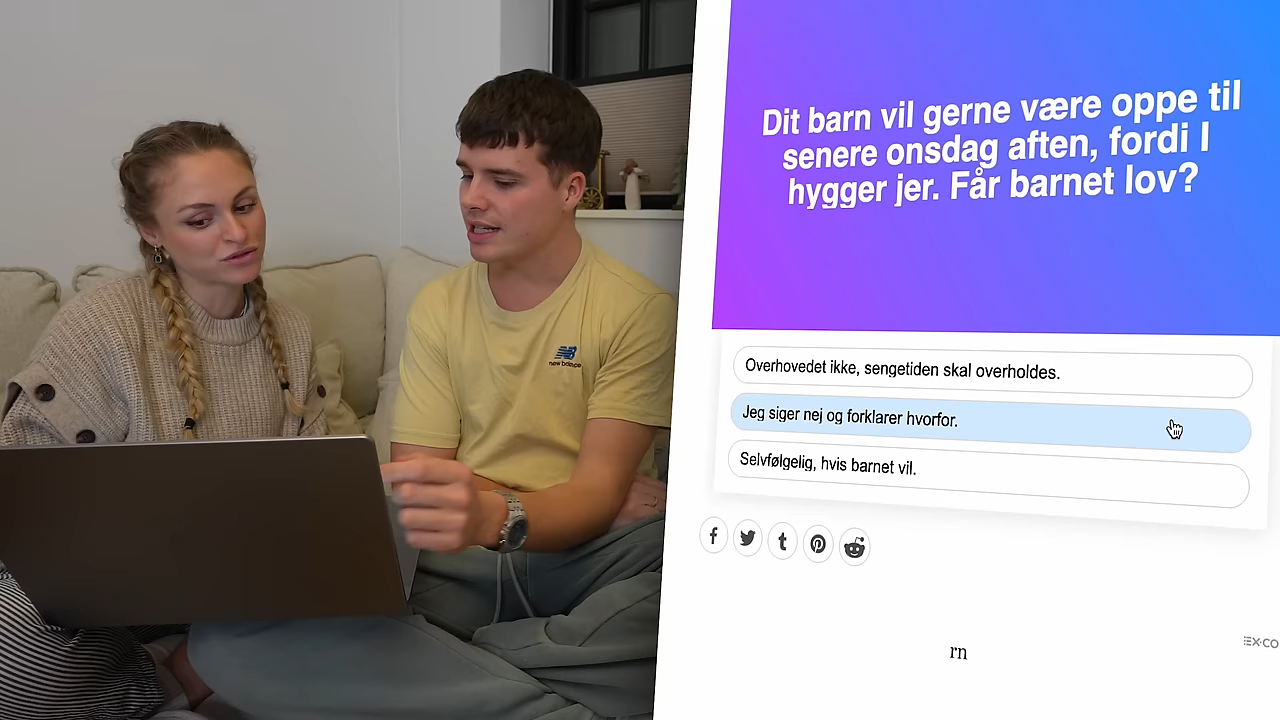 Dit barn vil gerne være oppe til
senere onsdag aften, fordi I
hygger jer. Får barnet lov?
Overhovedet ikke, sengetiden skal overholdes.
Jeg siger nej og forklarer hvorfor.
Selvfølgelig, hvis barnet vil.
new balance
EX.CO
rn